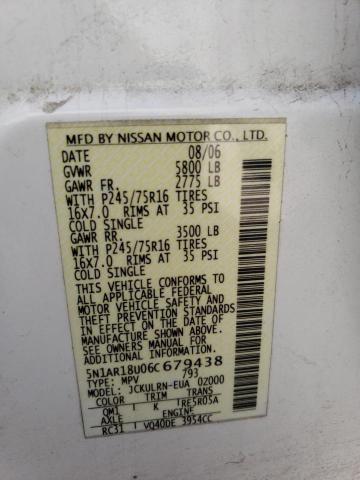 MFD BY NISSAN MOTOR CO., LTD.
DATE 08/06
GVWR 5800 LB
GAWR FR. 2775 LB
WITH P245/75R16 TIRES
16X7.0 RIMS AT 35 PSI
COLD SINGLE
GAWR RR. 3500 LB
WITH P245/75R16 TIRES
16X7.0 RIMS AT 35 PSI
COLD SINGLE
THIS VEHICLE CONFORMS TO
ALL APPLICABLE FEDERAL
MOTOR VEHICLE SAFETY AND
THEFT PREVENTION STANDARDS
IN EFFECT ON THE DATE OF
MANUFACTURE SHOWN ABOVE.
SEE OWNERS MANUAL FOR
ADDITIONAL INFORMATION.
5N1AR18U06C679438
TYPE: MPV 793
MODEL: JCKULRN-EUA 02000
COLOR TRIM TRANS
QM1 K TRE5R05A
AXLE ENGINE
RC31 VQ40DE 3954CC